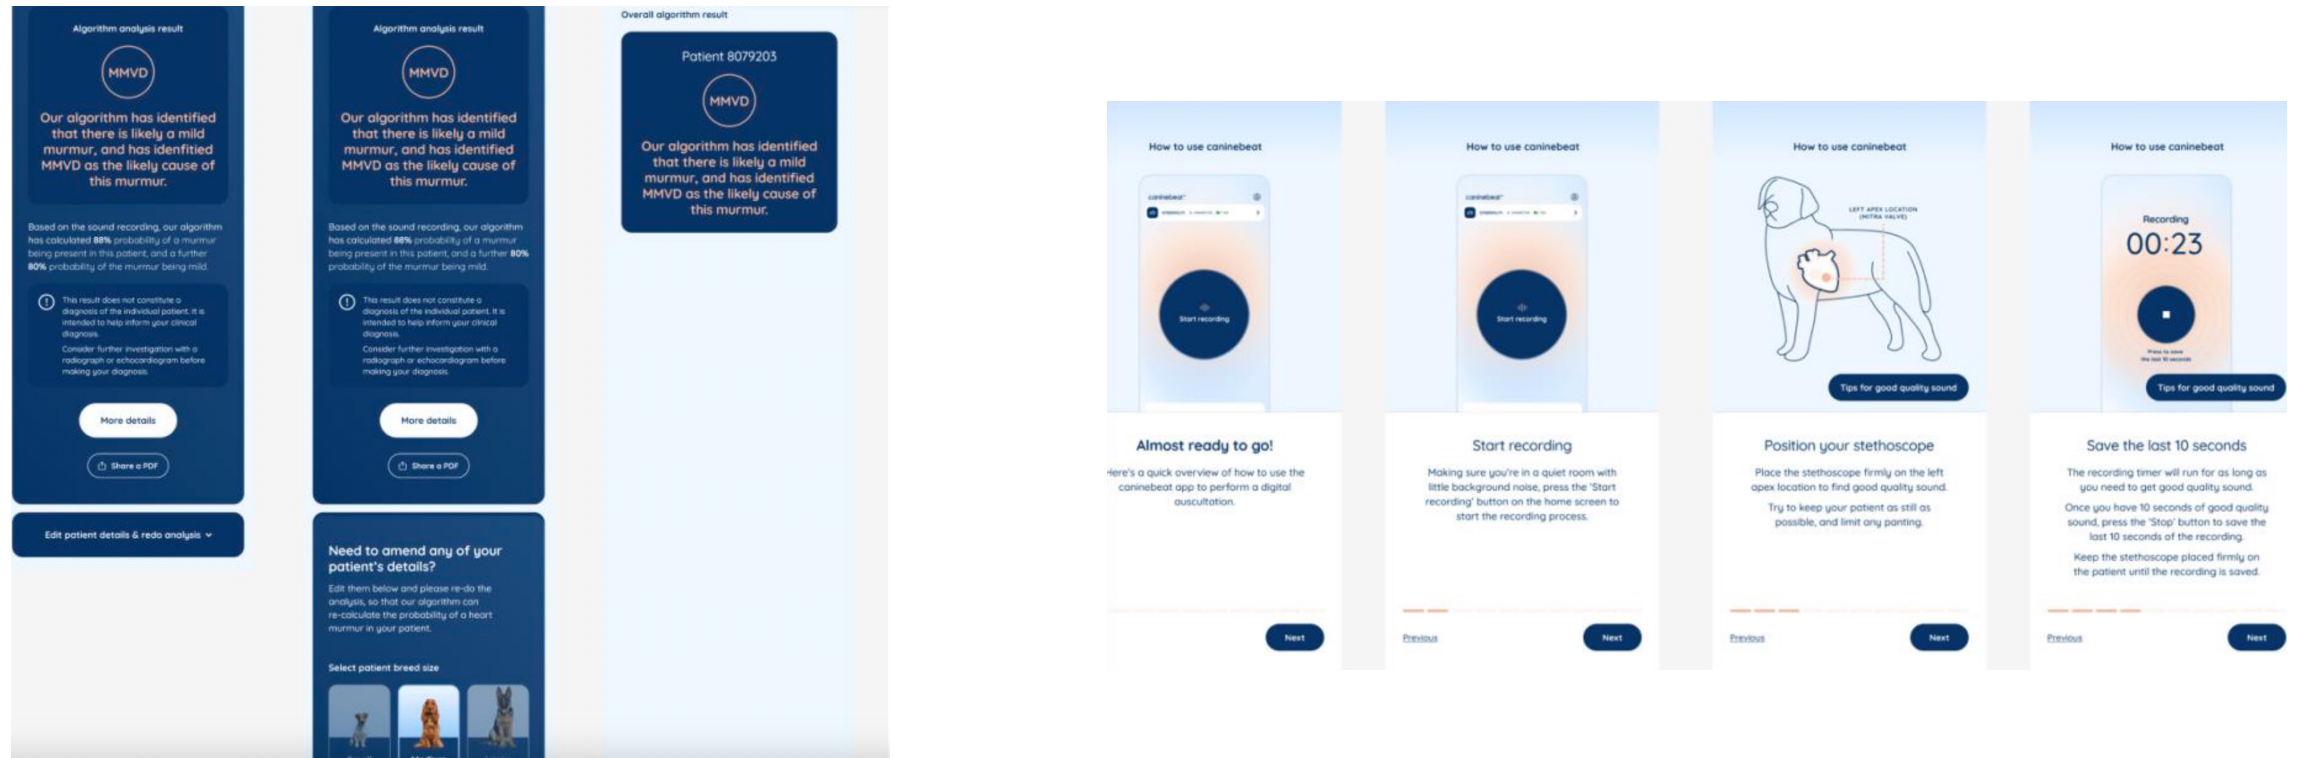 Algorithm analysis result
MMVD
Our algorithm has identified
that there is likely a mild
murmur, and has idenfitied
MMVD as the likely cause of
this murmur.
Based on the sound recording, our algorithm
has calculated 88% probability of a murmur
being present in this patient, and a further
80% probability of the murmur being mild.
This result does not constitute a
diagnosis of the individual patient. It is
intended to help inform your clinical
diagnosis.
Consider further investigation with a
radiograph or echocardiogram before
making your diagnosis.
More details
Share a PDF
Edit patient details & redo analysis
Algorithm analysis result
MMVD
Our algorithm has identified
that there is likely a mild
murmur, and has identified
MMVD as the likely cause of
this murmur.
Based on the sound recording, our algorithm
has calculated 88% probability of a murmur
being present in this patient, and a further 80%
probability of the murmur being mild.
This result does not constitute a
diagnosis of the individual patient. It is
intended to help inform your clinical
diagnosis.
Consider further investigation with a
radiograph or echocardiogram before
making your diagnosis.
More details
Share a PDF
Need to amend any of your
patient's details?
Edit them below and please re-do the
analysis, so that our algorithm can
re-calculate the probability of a heart
murmur in your patient.
Select patient breed size
Overall algorithm result
Patient 8079203
MMVD
Our algorithm has identified
that there is likely a mild
murmur, and has identified
MMVD as the likely cause of
this murmur.
How to use caninebeat
caninebeat
Start recording
Almost ready to go!
Here's a quick overview of how to use the
caninebeat app to perform a digital
auscultation.
Next
How to use caninebeat
caninebeat
Start recording
Start recording
Making sure you're in a quiet room with
little background noise, press the 'Start
recording' button on the home screen to
start the recording process.
Previous
Next
How to use caninebeat
LEFT APEX LOCATION
(MITRA VALVE)
Tips for good quality sound
Position your stethoscope
Place the stethoscope firmly on the left
apex location to find good quality sound.
Try to keep your patient as still as
possible, and limit any panting.
Previous
Next
How to use caninebeat
Recording
00:23
Press to save
the last 10 seconds
Tips for good quality sound
Save the last 10 seconds
The recording timer will run for as long as
you need to get good quality sound.
Once you have 10 seconds of good quality
sound, press the 'Stop' button to save the
last 10 seconds of the recording.
Keep the stethoscope placed firmly on
the patient until the recording is saved.
Previous
Next